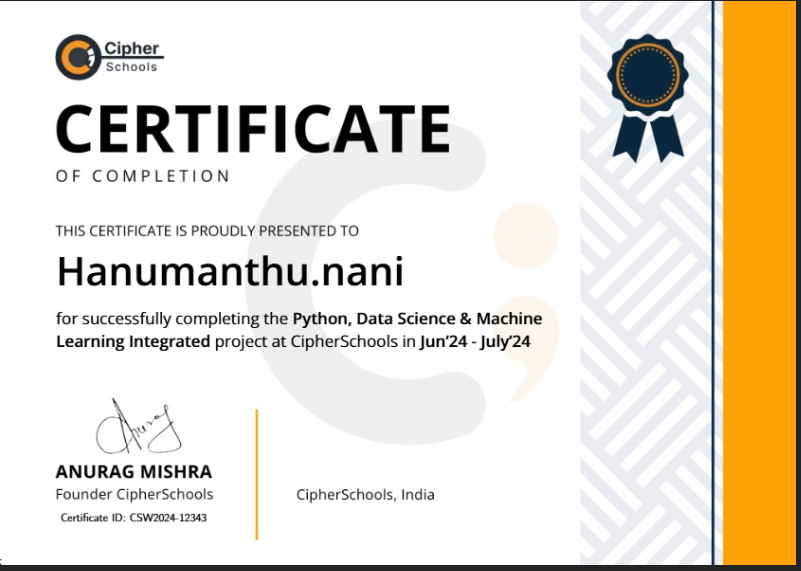 Cipher
Schools
CERTIFICATE
OF COMPLETION
THIS CERTIFICATE IS PROUDLY PRESENTED TO
Hanumanthu.nani
for successfully completing the Python, Data Science & Machine
Learning Integrated project at CipherSchools in Jun'24 - July'24
Anurag
ANURAG MISHRA
Founder CipherSchools
CipherSchools, India
Certificate ID: CSW2024-12343